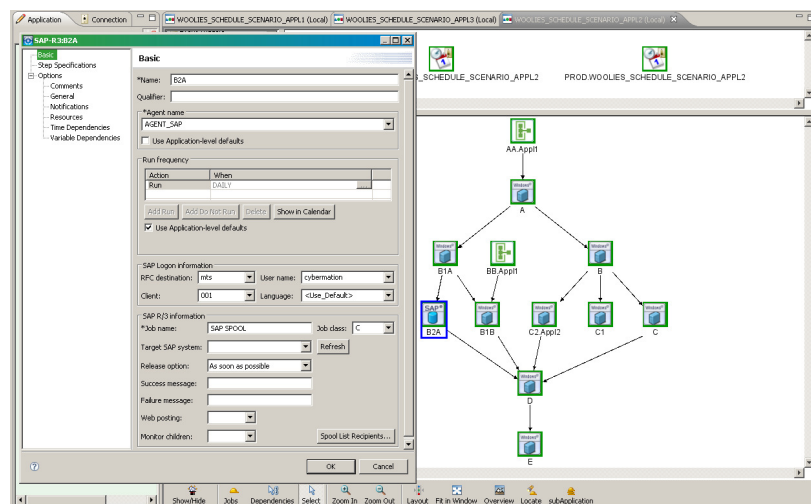 Application Connection WOOLIES_SCHEDULE_SCENARIO_APPL1 (Local) WOOLIES_SCHEDULE_SCENARIO_APPL3 (Local) WOOLIES_SCHEDULE_SCENARIO_APPL2 (Local)
SAP-R3:B2A
Basic
Step Specifications
Options
Comments
General
Notifications
Resources
Time Dependencies
Variable Dependencies
Basic
*Name: B2A
Qualifier:
*Agent name
AGENT_SAP
Use Application-level defaults
Run frequency
Action When
Run DAILY ...
Add Run Add Do Not Run Delete Show in Calendar
Use Application-level defaults
SAP Logon information
RFC destination: mts User name: cybermation
Client: 001 Language: <Use_Default>
SAP R/3 information
*Job name: SAP SPOOL Job class: C
Target SAP system: Refresh
Release option: As soon as possible
Success message:
Failure message:
Web posting:
Monitor children: Spool List Recipients...
OK Cancel
S_SCHEDULE_SCENARIO_APPL2 PROD.WOOLIES_SCHEDULE_SCENARIO_APPL2
AA.Appl1
A
B1A BB.Appl1 B
SAP
B2A B1B C2.Appl2 C1 C
D
E
Show/Hide Jobs Dependencies Select Zoom In Zoom Out Layout Fit in Window Overview Locate subApplication